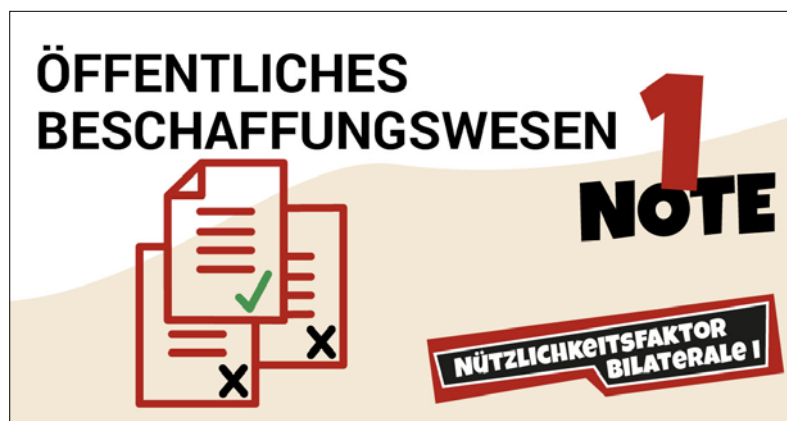 ÖFFENTLICHES
BESCHAFFUNGSWESEN
1
NOTE
NÜTZLICHKEITSFAKTOR
BILATERALE I